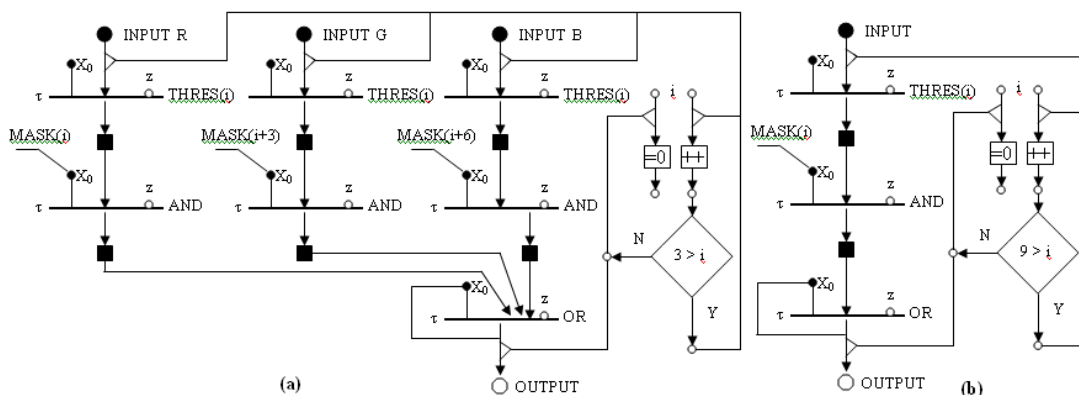 INPUT R
INPUT G
INPUT B
X0
z
τ
THRES(i)
X0
z
THRES(i)
X0
z
THRES(i)
MASK(i)
X0
z
τ
AND
MASK(i+3)
X0
z
τ
AND
MASK(i+6)
X0
z
τ
AND
i
=0
++
N
3 > i
Y
X0
z
τ
OR
OUTPUT
(a)
INPUT
X0
z
τ
THRES(i)
MASK(i)
X0
z
τ
AND
i
=0
++
N
9 > i
Y
X0
z
τ
OR
OUTPUT
(b)